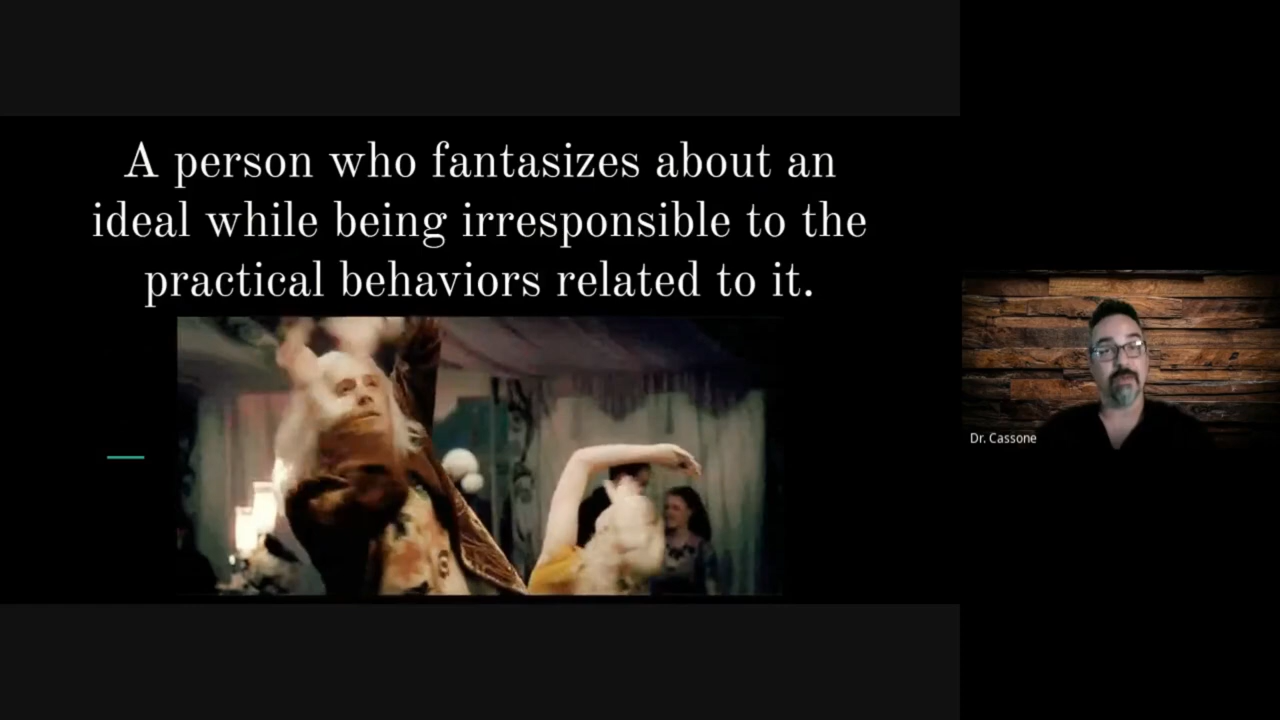 A person who fantasizes about an
ideal while being irresponsible to the
practical behaviors related to it.
Dr. Cassone